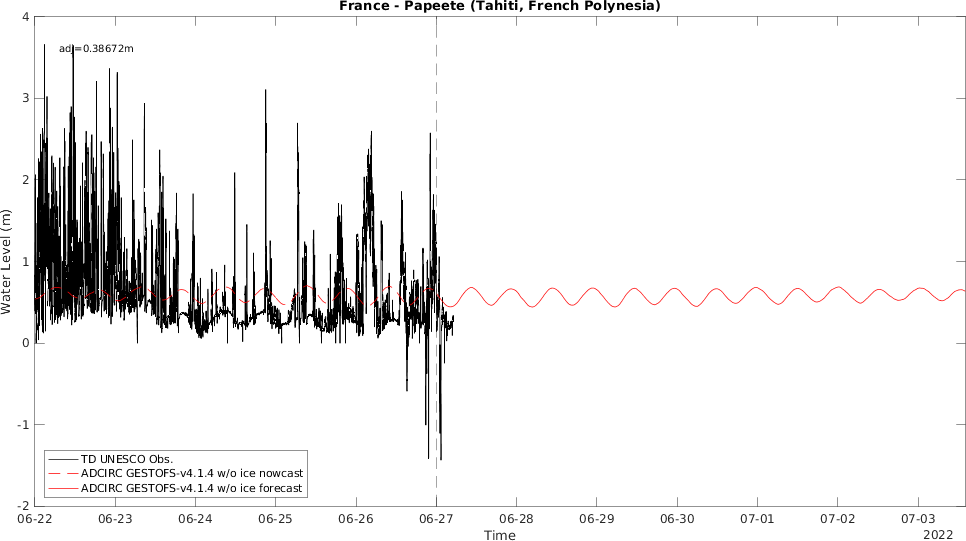 France - Papeete (Tahiti, French Polynesia)
4
adj=0.38672m
3
2
1
0
-1
-2
Water Level (m)
TD UNESCO Obs.
ADCIRC GESTOFS-v4.1.4 w/o ice nowcast
ADCIRC GESTOFS-v4.1.4 w/o ice forecast
06-22 06-23 06-24 06-25 06-26 06-27 06-28 06-29 06-30 07-01 07-02 07-03
Time
2022